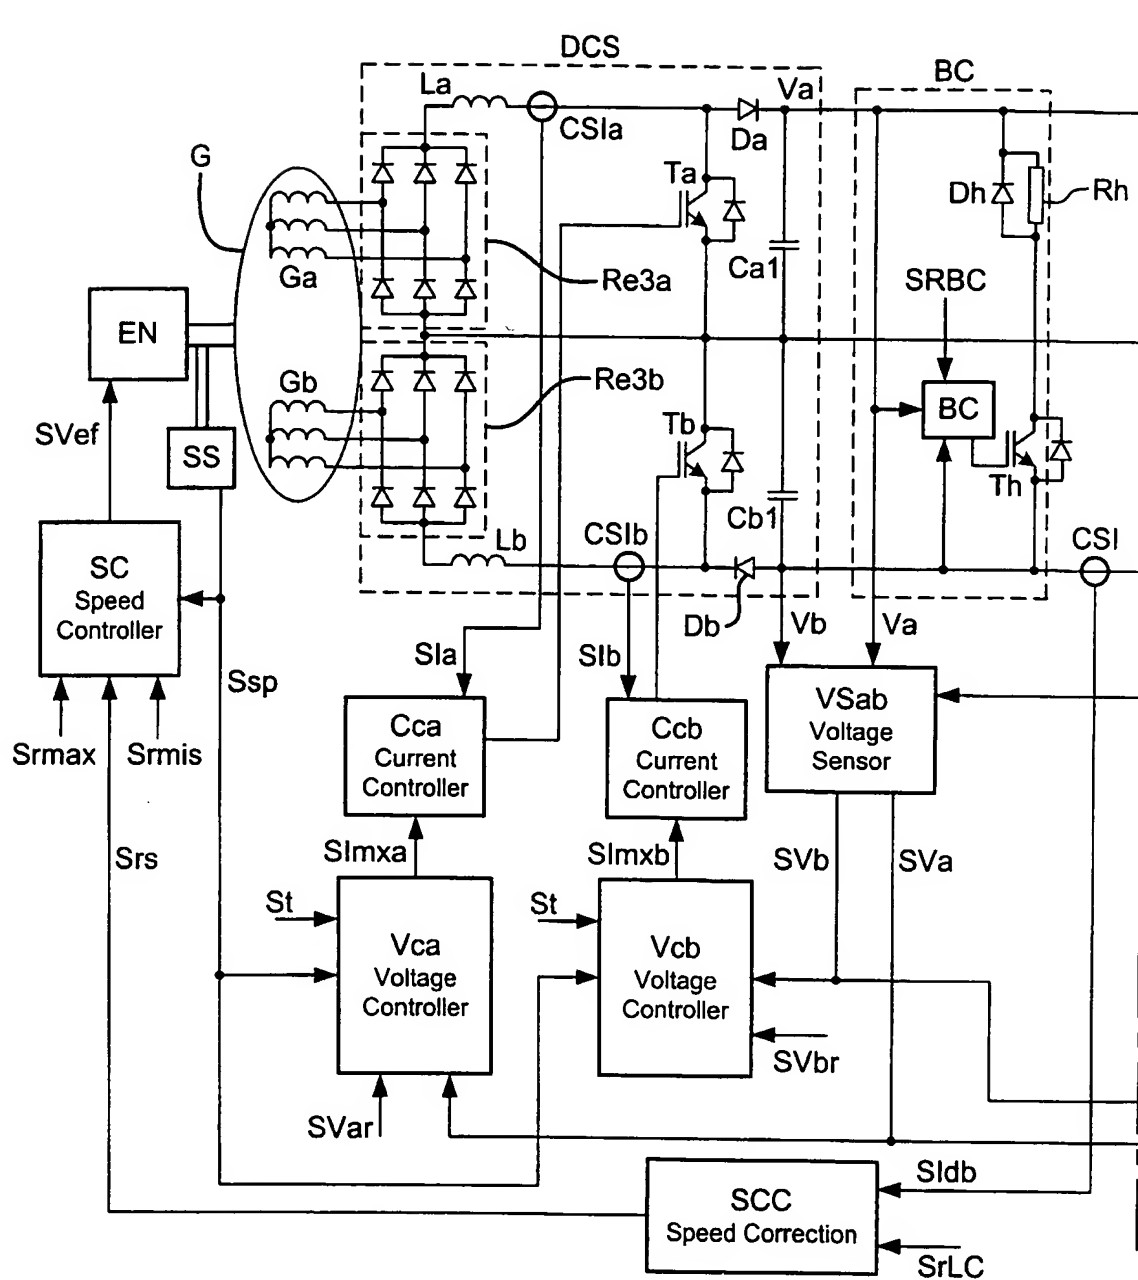 DCS
BC
La
Va
CSIa
Da
G
Ta
Dh
Rh
Ga
Re3a
Ca1
SRBC
EN
Gb
Re3b
BC
SVef
SS
Tb
Th
Lb
CSIb
Cb1
CSI
SC
Speed
Controller
Db
Vb
Va
SIa
SIb
Ssp
VSab
Voltage
Sensor
Srmax
Srmis
Cca
Current
Controller
Ccb
Current
Controller
Srs
SImxa
SImxb
SVb
SVa
St
St
Vca
Voltage
Controller
Vcb
Voltage
Controller
SVbr
SVar
SIdb
SCC
Speed Correction
SrLC